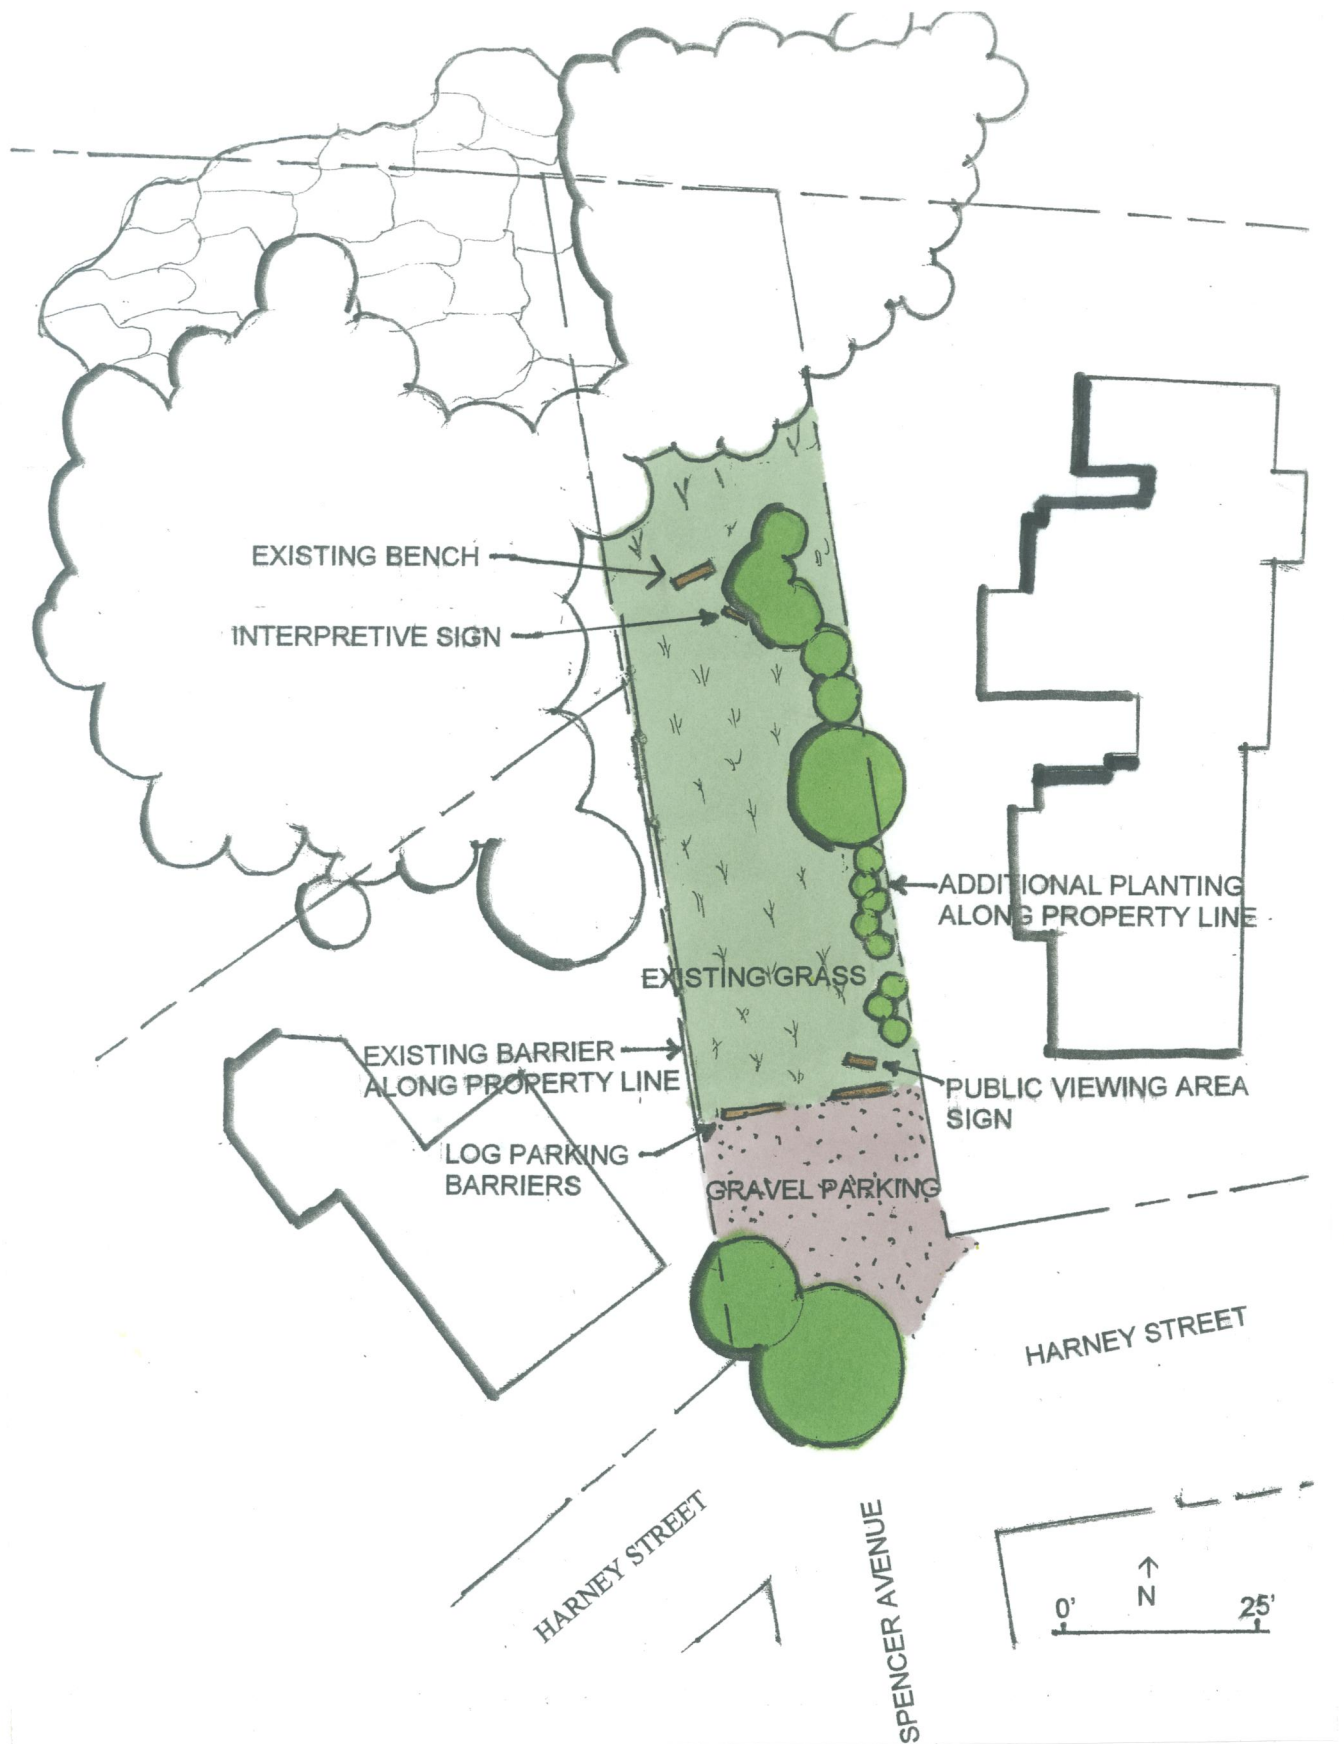 EXISTING BENCH
INTERPRETIVE SIGN
ADDITIONAL PLANTING
ALONG PROPERTY LINE
EXISTING GRASS
EXISTING BARRIER
ALONG PROPERTY LINE
PUBLIC VIEWING AREA
SIGN
LOG PARKING
BARRIERS
GRAVEL PARKING
HARNEY STREET
HARNEY STREET
SPENCER AVENUE
N
0' 25'